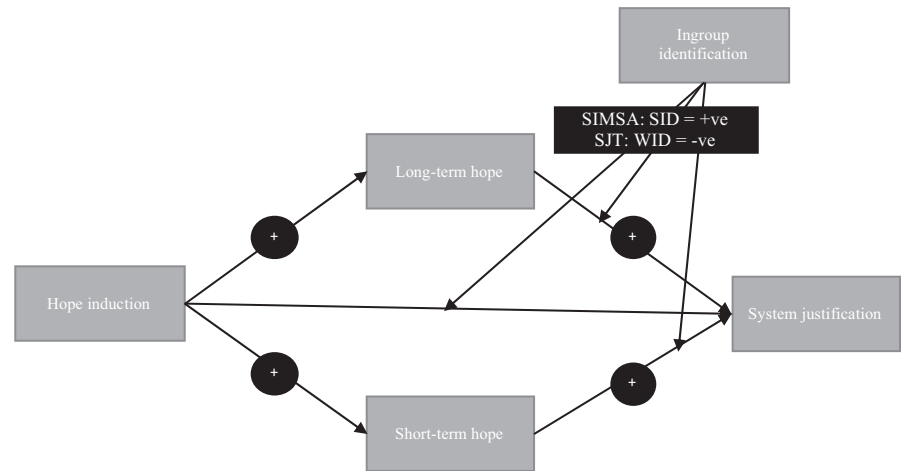 Ingroup
identification
SIMSA: SID = +ve
SJT: WID = -ve
Long-term hope
+
+
Hope induction
System justification
+
+
Short-term hope